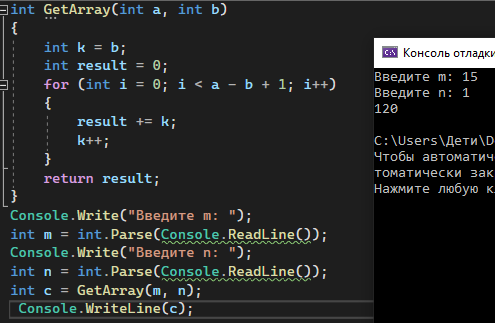 int GetArray(int a, int b)
{
int k = b;
int result = 0;
for (int i = 0; i < a - b + 1; i++)
{
result += k;
k++;
}
return result;
}
Console.Write("Введите m: ");
int m = int.Parse(Console.ReadLine());
Console.Write("Введите n: ");
int n = int.Parse(Console.ReadLine());
int c = GetArray(m, n);
Console.WriteLine(c);
Консоль отладки
Введите m: 15
Введите n: 1
120
C:\Users\Дети\D
Чтобы автоматич
томатически зак
Нажмите любую к